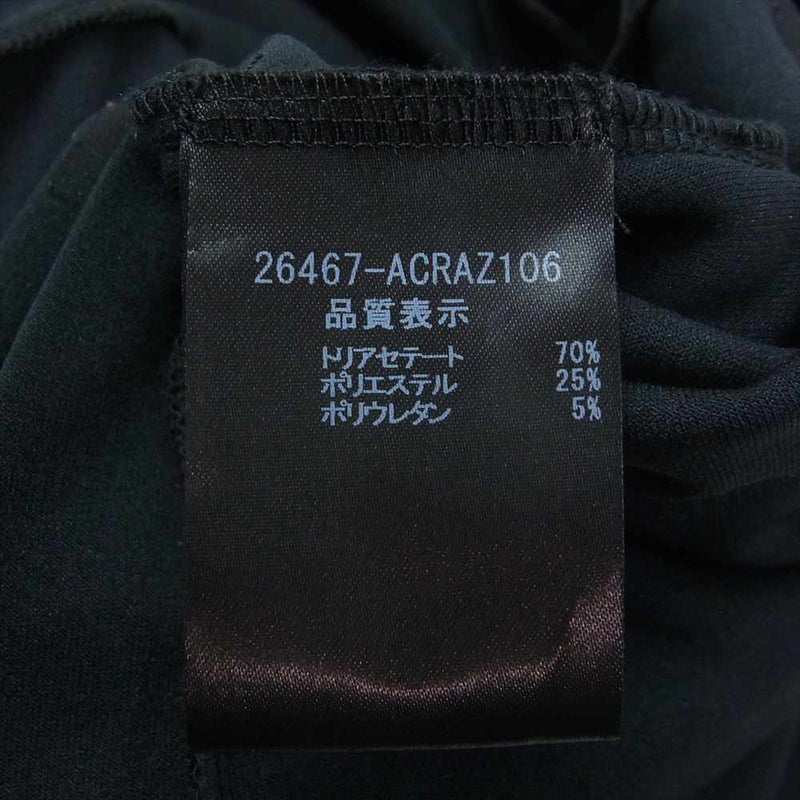 26467-ACRAZ106
品質表示
トリアセテート 70%
ポリエステル 25%
ポリウレタン 5%